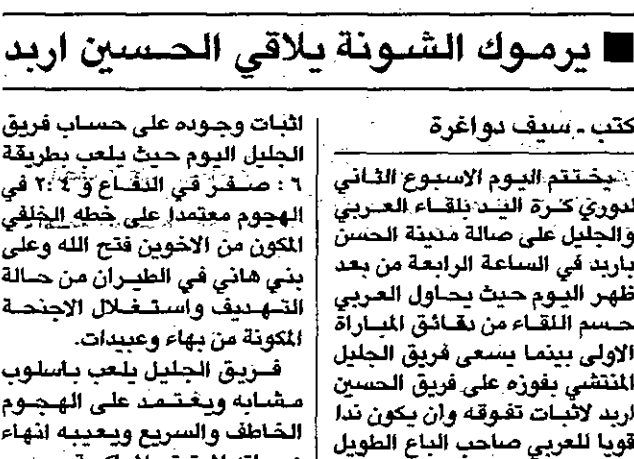 ■ يرموك الشونة يلاقي الحسين اربد
كتب ـ سيف دواغرة
يختتم اليوم الاسبوع الثاني
لدوري كرة اليد بلقاء العربي
والجليل على صالة مدينة الحسن
باربد في الساعة الرابعة من بعد
ظهر اليوم حيث يحاول العربي
حسم اللقاء من دقائق المباراة
الاولى بينما يسعى فريق الجليل
المنتشي بفوزه على فريق الحسين
اربد لاثبات تفوقه وان يكون ندا
قويا للعربي صاحب الباع الطويل
اثبات وجوده على حساب فريق
الجليل اليوم حيث يلعب بطريقة
٦ : صفر في الدفاع و ٤ :٢ في
الهجوم معتمدا على خطه الخلفي
المكون من الاخوين فتح الله وعلى
بني هاني في الطيران من حالة
التهديف واستغلال الاجنحة
المكونة من بهاء وعبيدات.
فريق الجليل يلعب باسلوب
مشابه ويعتمد على الهجوم
الخاطف والسريع ويعيبه انهاء